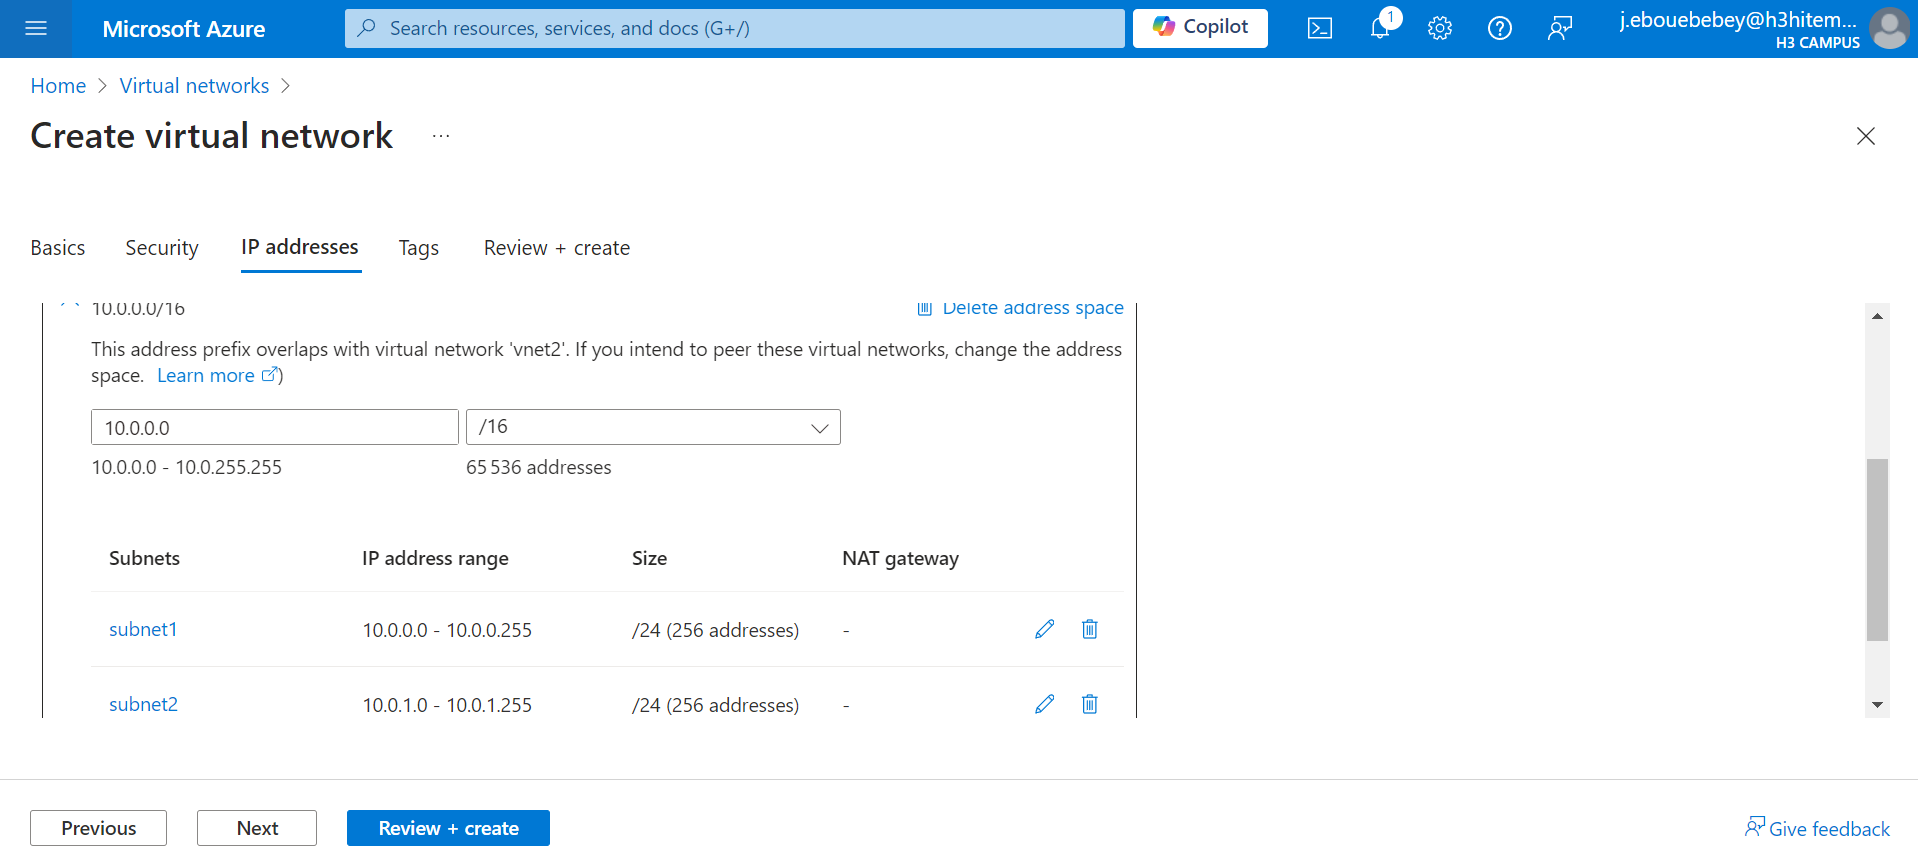 Microsoft Azure
Search resources, services, and docs (G+/)
Copilot
1
j.ebouebebey@h3hitem...
H3 CAMPUS
Home > Virtual networks >
Create virtual network ...
Basics Security IP addresses Tags Review + create
10.0.0.0/16 Delete address space
This address prefix overlaps with virtual network 'vnet2'. If you intend to peer these virtual networks, change the address
space. Learn more )
10.0.0.0 /16
10.0.0.0 - 10.0.255.255 65 536 addresses
Subnets IP address range Size NAT gateway
subnet1 10.0.0.0 - 10.0.0.255 /24 (256 addresses) -
subnet2 10.0.1.0 - 10.0.1.255 /24 (256 addresses) -
Previous Next Review + create Give feedback